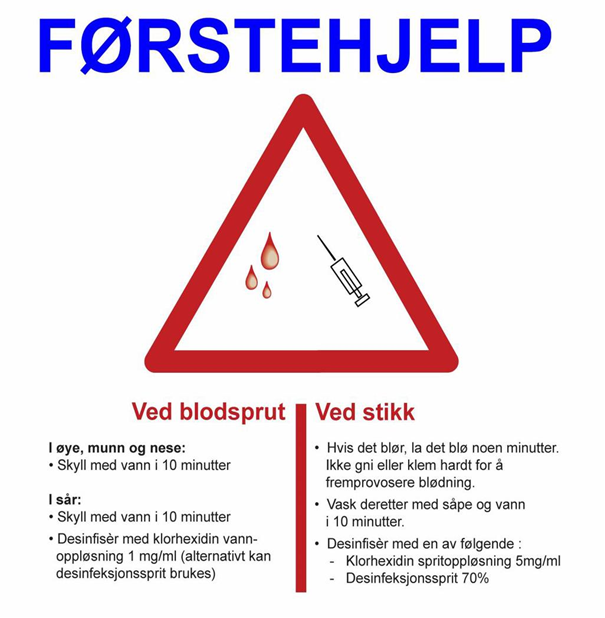 FØRSTEHJELP
Ved blodsprut
I øye, munn og nese:
• Skyll med vann i 10 minutter
I sår:
• Skyll med vann i 10 minutter
• Desinfisèr med klorhexidin vann-
oppløsning 1 mg/ml (alternativt kan
desinfeksjonssprit brukes)
Ved stikk
• Hvis det blør, la det blø noen minutter.
Ikke gni eller klem hardt for å
fremprovosere blødning.
• Vask deretter med såpe og vann
i 10 minutter.
• Desinfisèr med en av følgende :
- Klorhexidin spritoppløsning 5mg/ml
- Desinfeksjonssprit 70%